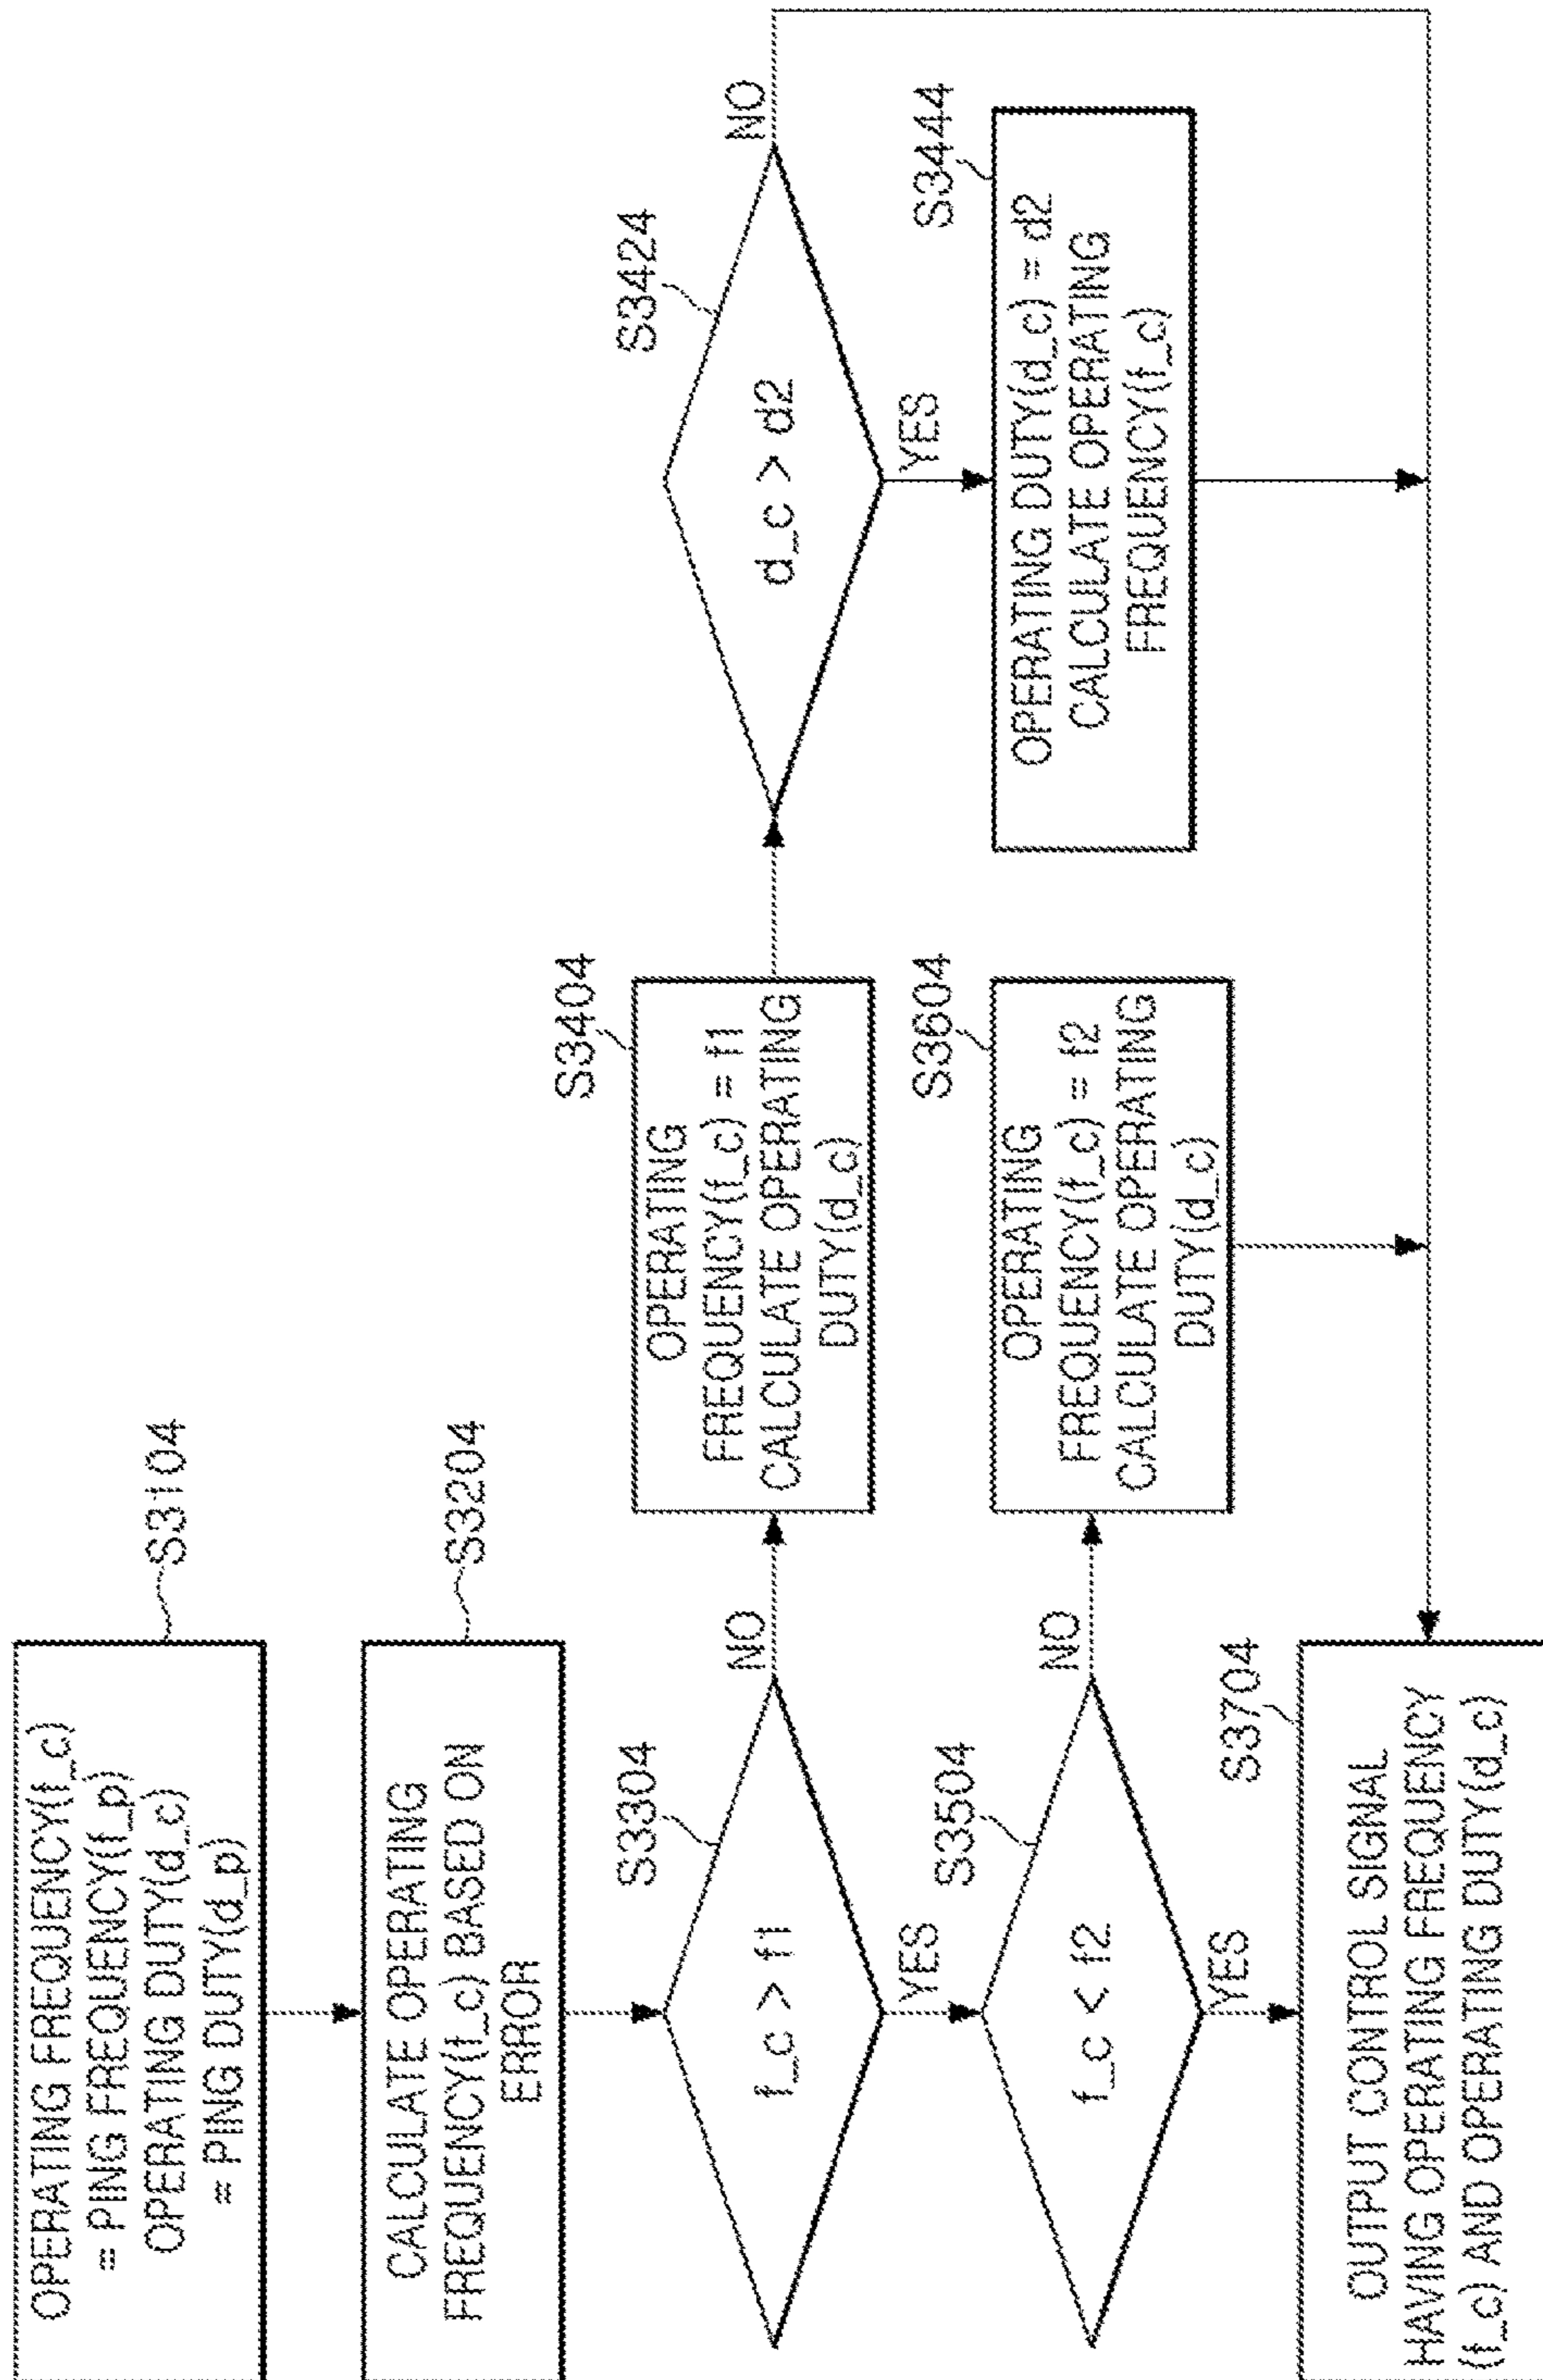 OPERATING FREQUENCY(f_c)
= PING FREQUENCY(f_p)
OPERATING DUTY(d_c)
= PING DUTY(d_p)
S3104
CALCULATE OPERATING
FREQUENCY(f_c) BASED ON
ERROR
S3204
S3304
f_c > f1
NO
YES
S3404
OPERATING
FREQUENCY(f_c) = f1
CALCULATE OPERATING
DUTY(d_c)
S3424
d_c > d2
NO
YES
S3444
OPERATING DUTY(d_c) = d2
CALCULATE OPERATING
FREQUENCY(f_c)
S3504
f_c < f2
NO
YES
S3604
OPERATING
FREQUENCY(f_c) = f2
CALCULATE OPERATING
DUTY(d_c)
S3704
OUTPUT CONTROL SIGNAL
HAVING OPERATING FREQUENCY
(f_c) AND OPERATING DUTY(d_c)